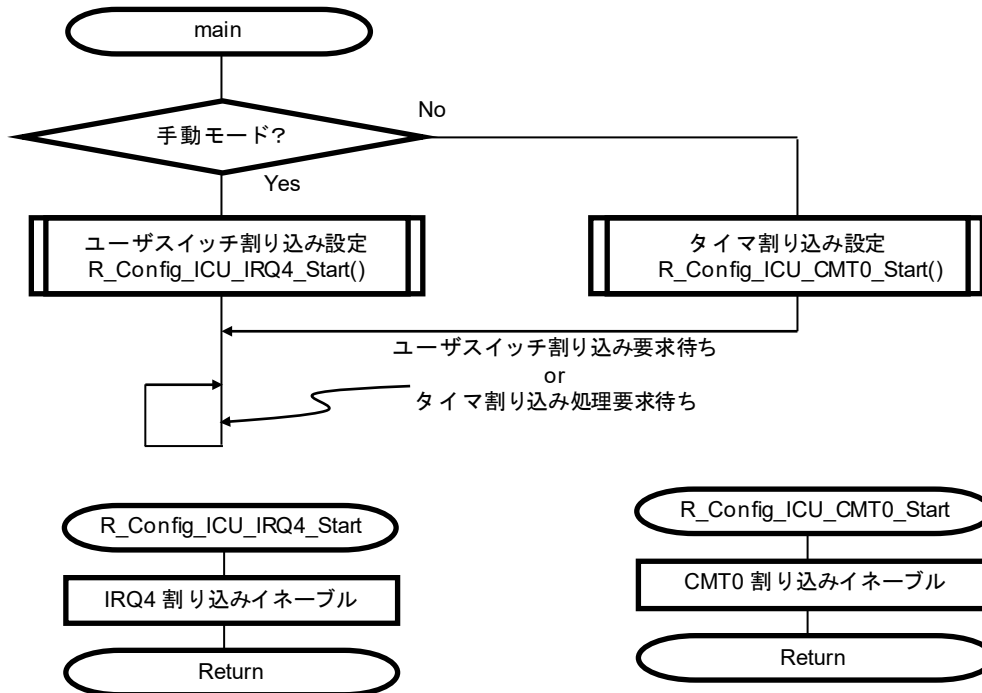 main
手動モード?
No
Yes
ユーザスイッチ割り込み設定
R_Config_ICU_IRQ4_Start()
タイマ割り込み設定
R_Config_ICU_CMT0_Start()
ユーザスイッチ割り込み要求待ち
or
タイマ割り込み処理要求待ち
R_Config_ICU_IRQ4_Start
IRQ4 割り込みイネーブル
Return
R_Config_ICU_CMT0_Start
CMT0 割り込みイネーブル
Return